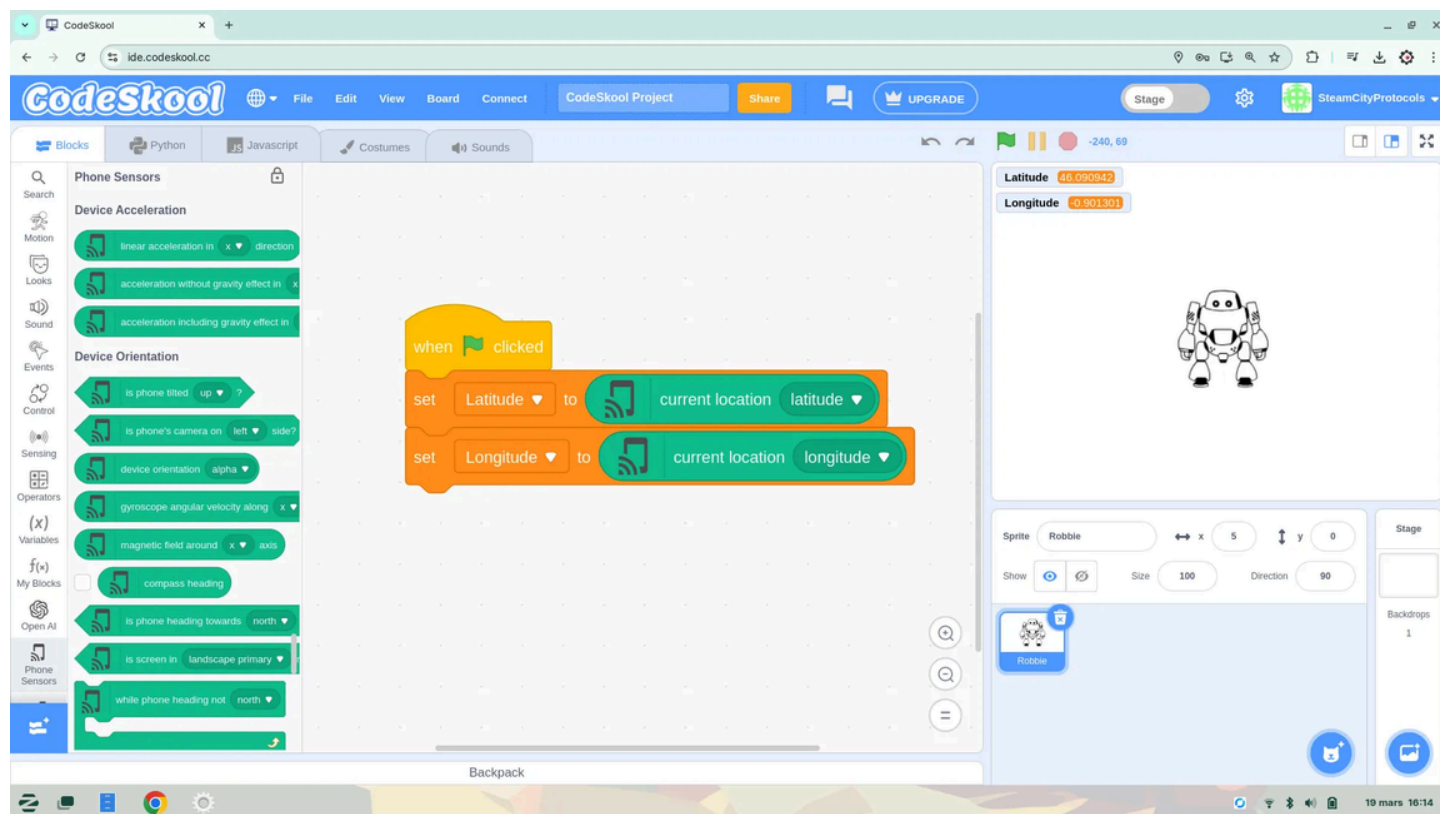 CodeSkool
ide.codeskool.cc
CodeSkool File Edit View Board Connect CodeSkool Project Share UPGRADE Stage SteamCityProtocols
Blocks Python JS Javascript Costumes Sounds
-240, 69
Search
Motion
Looks
Sound
Events
Control
Sensing
Operators
(x)
Variables
f(x)
My Blocks
Open AI
Phone
Sensors
Phone Sensors
Device Acceleration
linear acceleration in x direction
acceleration without gravity effect in x
acceleration including gravity effect in
Device Orientation
is phone tilted up ?
is phone's camera on left side?
device orientation alpha
gyroscope angular velocity along x
magnetic field around x axis
compass heading
is phone heading towards north
is screen in landscape primary
while phone heading not north
when clicked
set Latitude to current location latitude
set Longitude to current location longitude
Backpack
Latitude 46.090942
Longitude -0.901301
Sprite Robbie x 5 y 0
Show Size 100 Direction 90
Robbie
Stage
Backdrops
1
19 mars 16:14